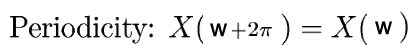 Periodicity: X( w+2π ) = X( w )